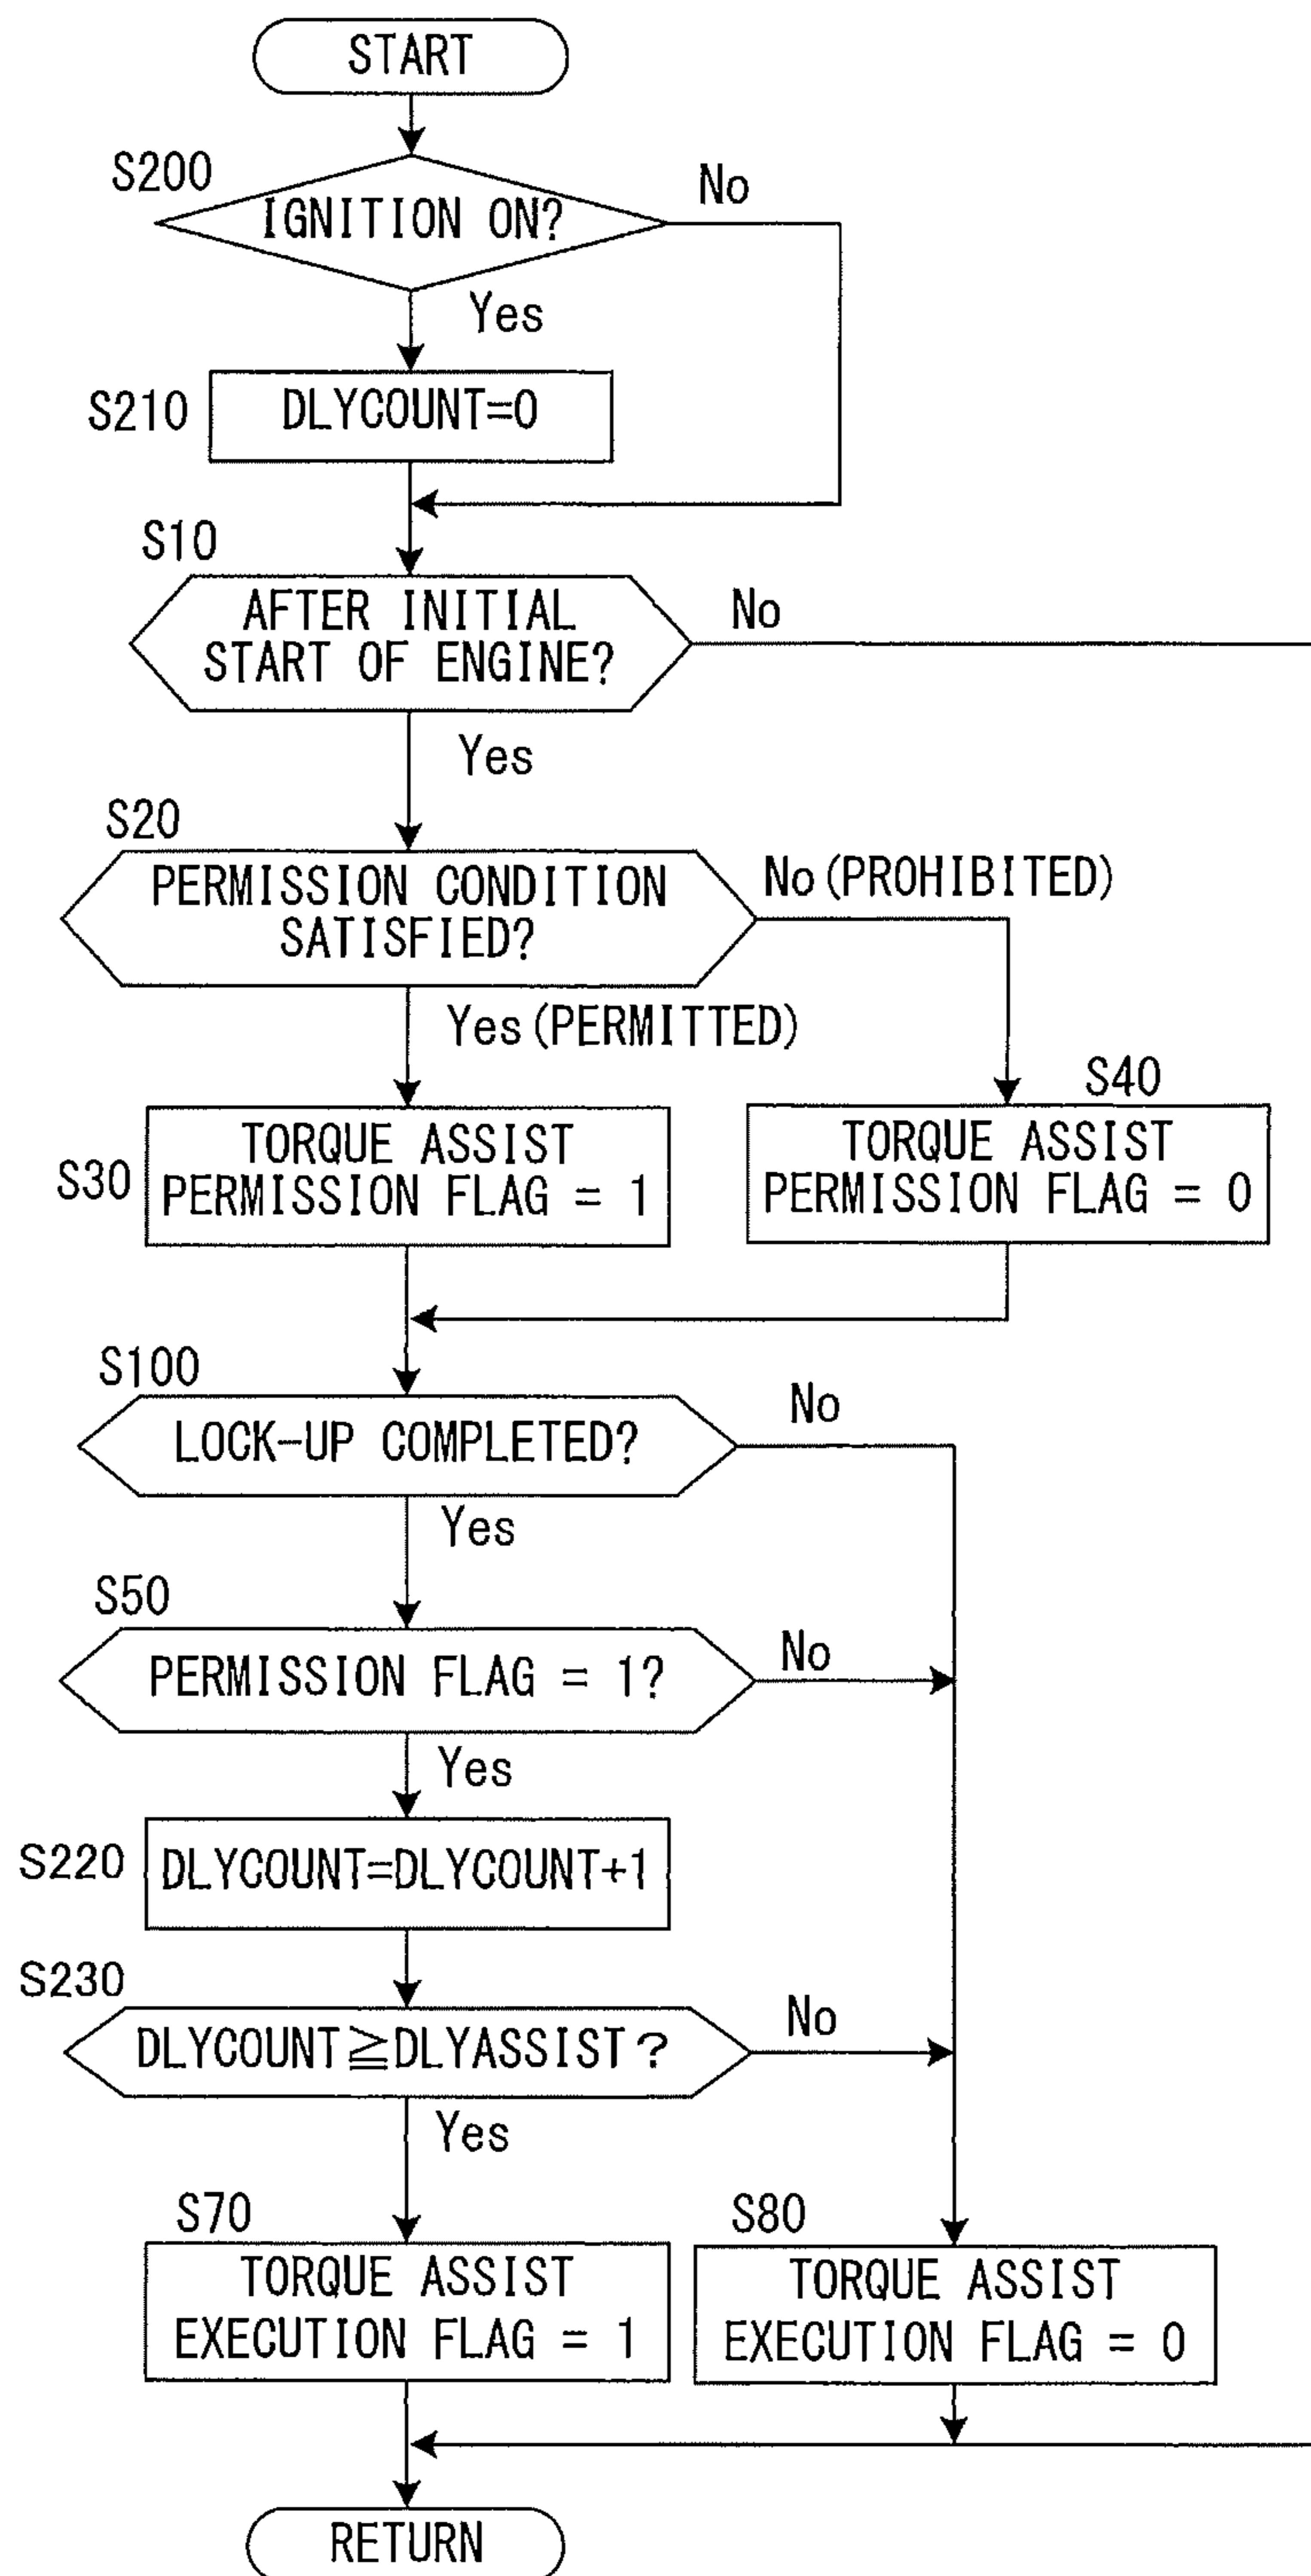 START
S200
IGNITION ON?
No
Yes
S210
DLYCOUNT=0
S10
AFTER INITIAL
START OF ENGINE?
No
Yes
S20
PERMISSION CONDITION
SATISFIED?
No(PROHIBITED)
Yes(PERMITTED)
S30
TORQUE ASSIST
PERMISSION FLAG = 1
S40
TORQUE ASSIST
PERMISSION FLAG = 0
S100
LOCK-UP COMPLETED?
No
Yes
S50
PERMISSION FLAG = 1?
No
Yes
S220
DLYCOUNT=DLYCOUNT+1
S230
DLYCOUNT≧DLYASSIST?
No
Yes
S70
TORQUE ASSIST
EXECUTION FLAG = 1
S80
TORQUE ASSIST
EXECUTION FLAG = 0
RETURN